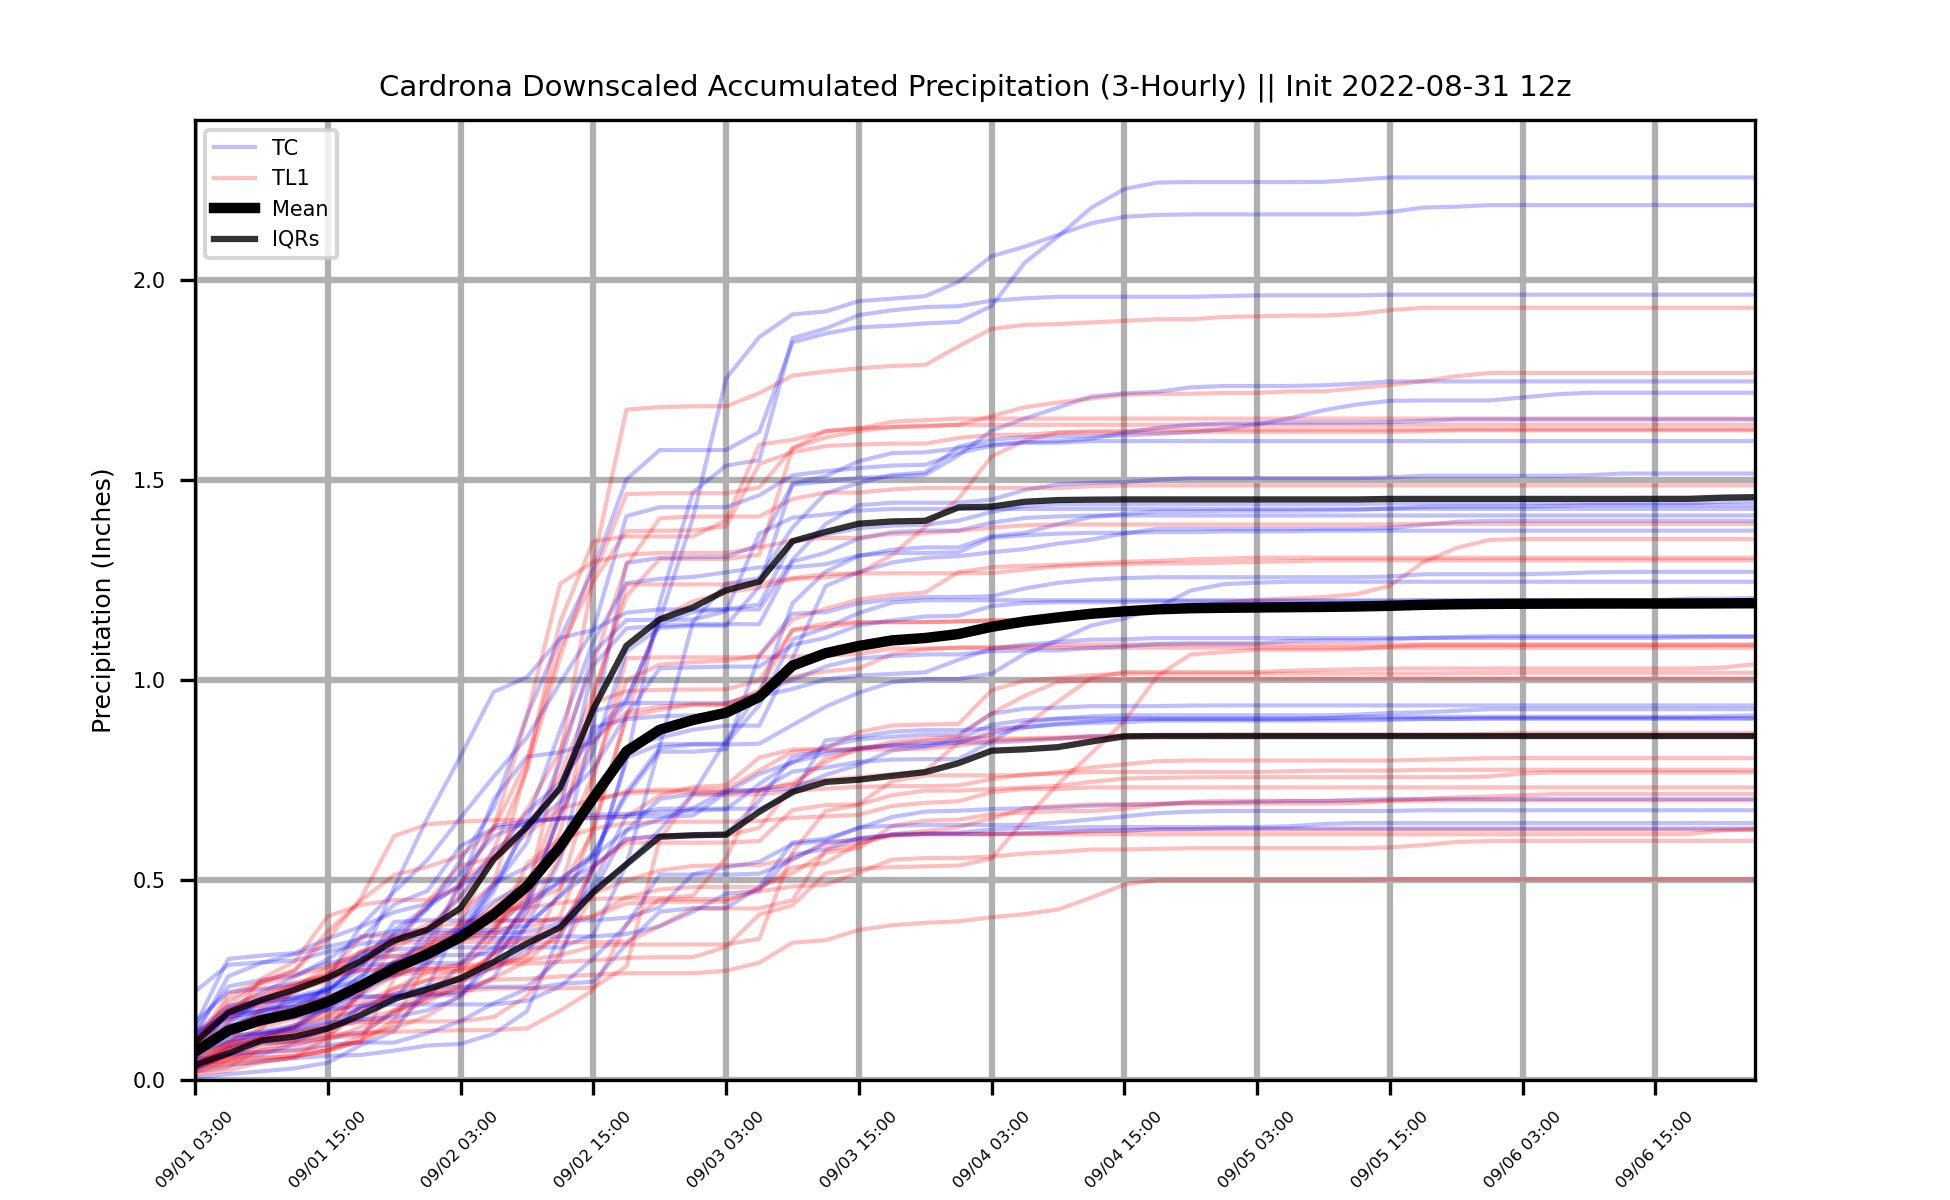 Cardrona Downscaled Accumulated Precipitation (3-Hourly) || Init 2022-08-31 12z
TC
TL1
Mean
IQRs
Precipitation (Inches)
2.0
1.5
1.0
0.5
0.0
09/01 03:00
09/01 15:00
09/02 03:00
09/02 15:00
09/03 03:00
09/03 15:00
09/04 03:00
09/04 15:00
09/05 03:00
09/05 15:00
09/06 03:00
09/06 15:00